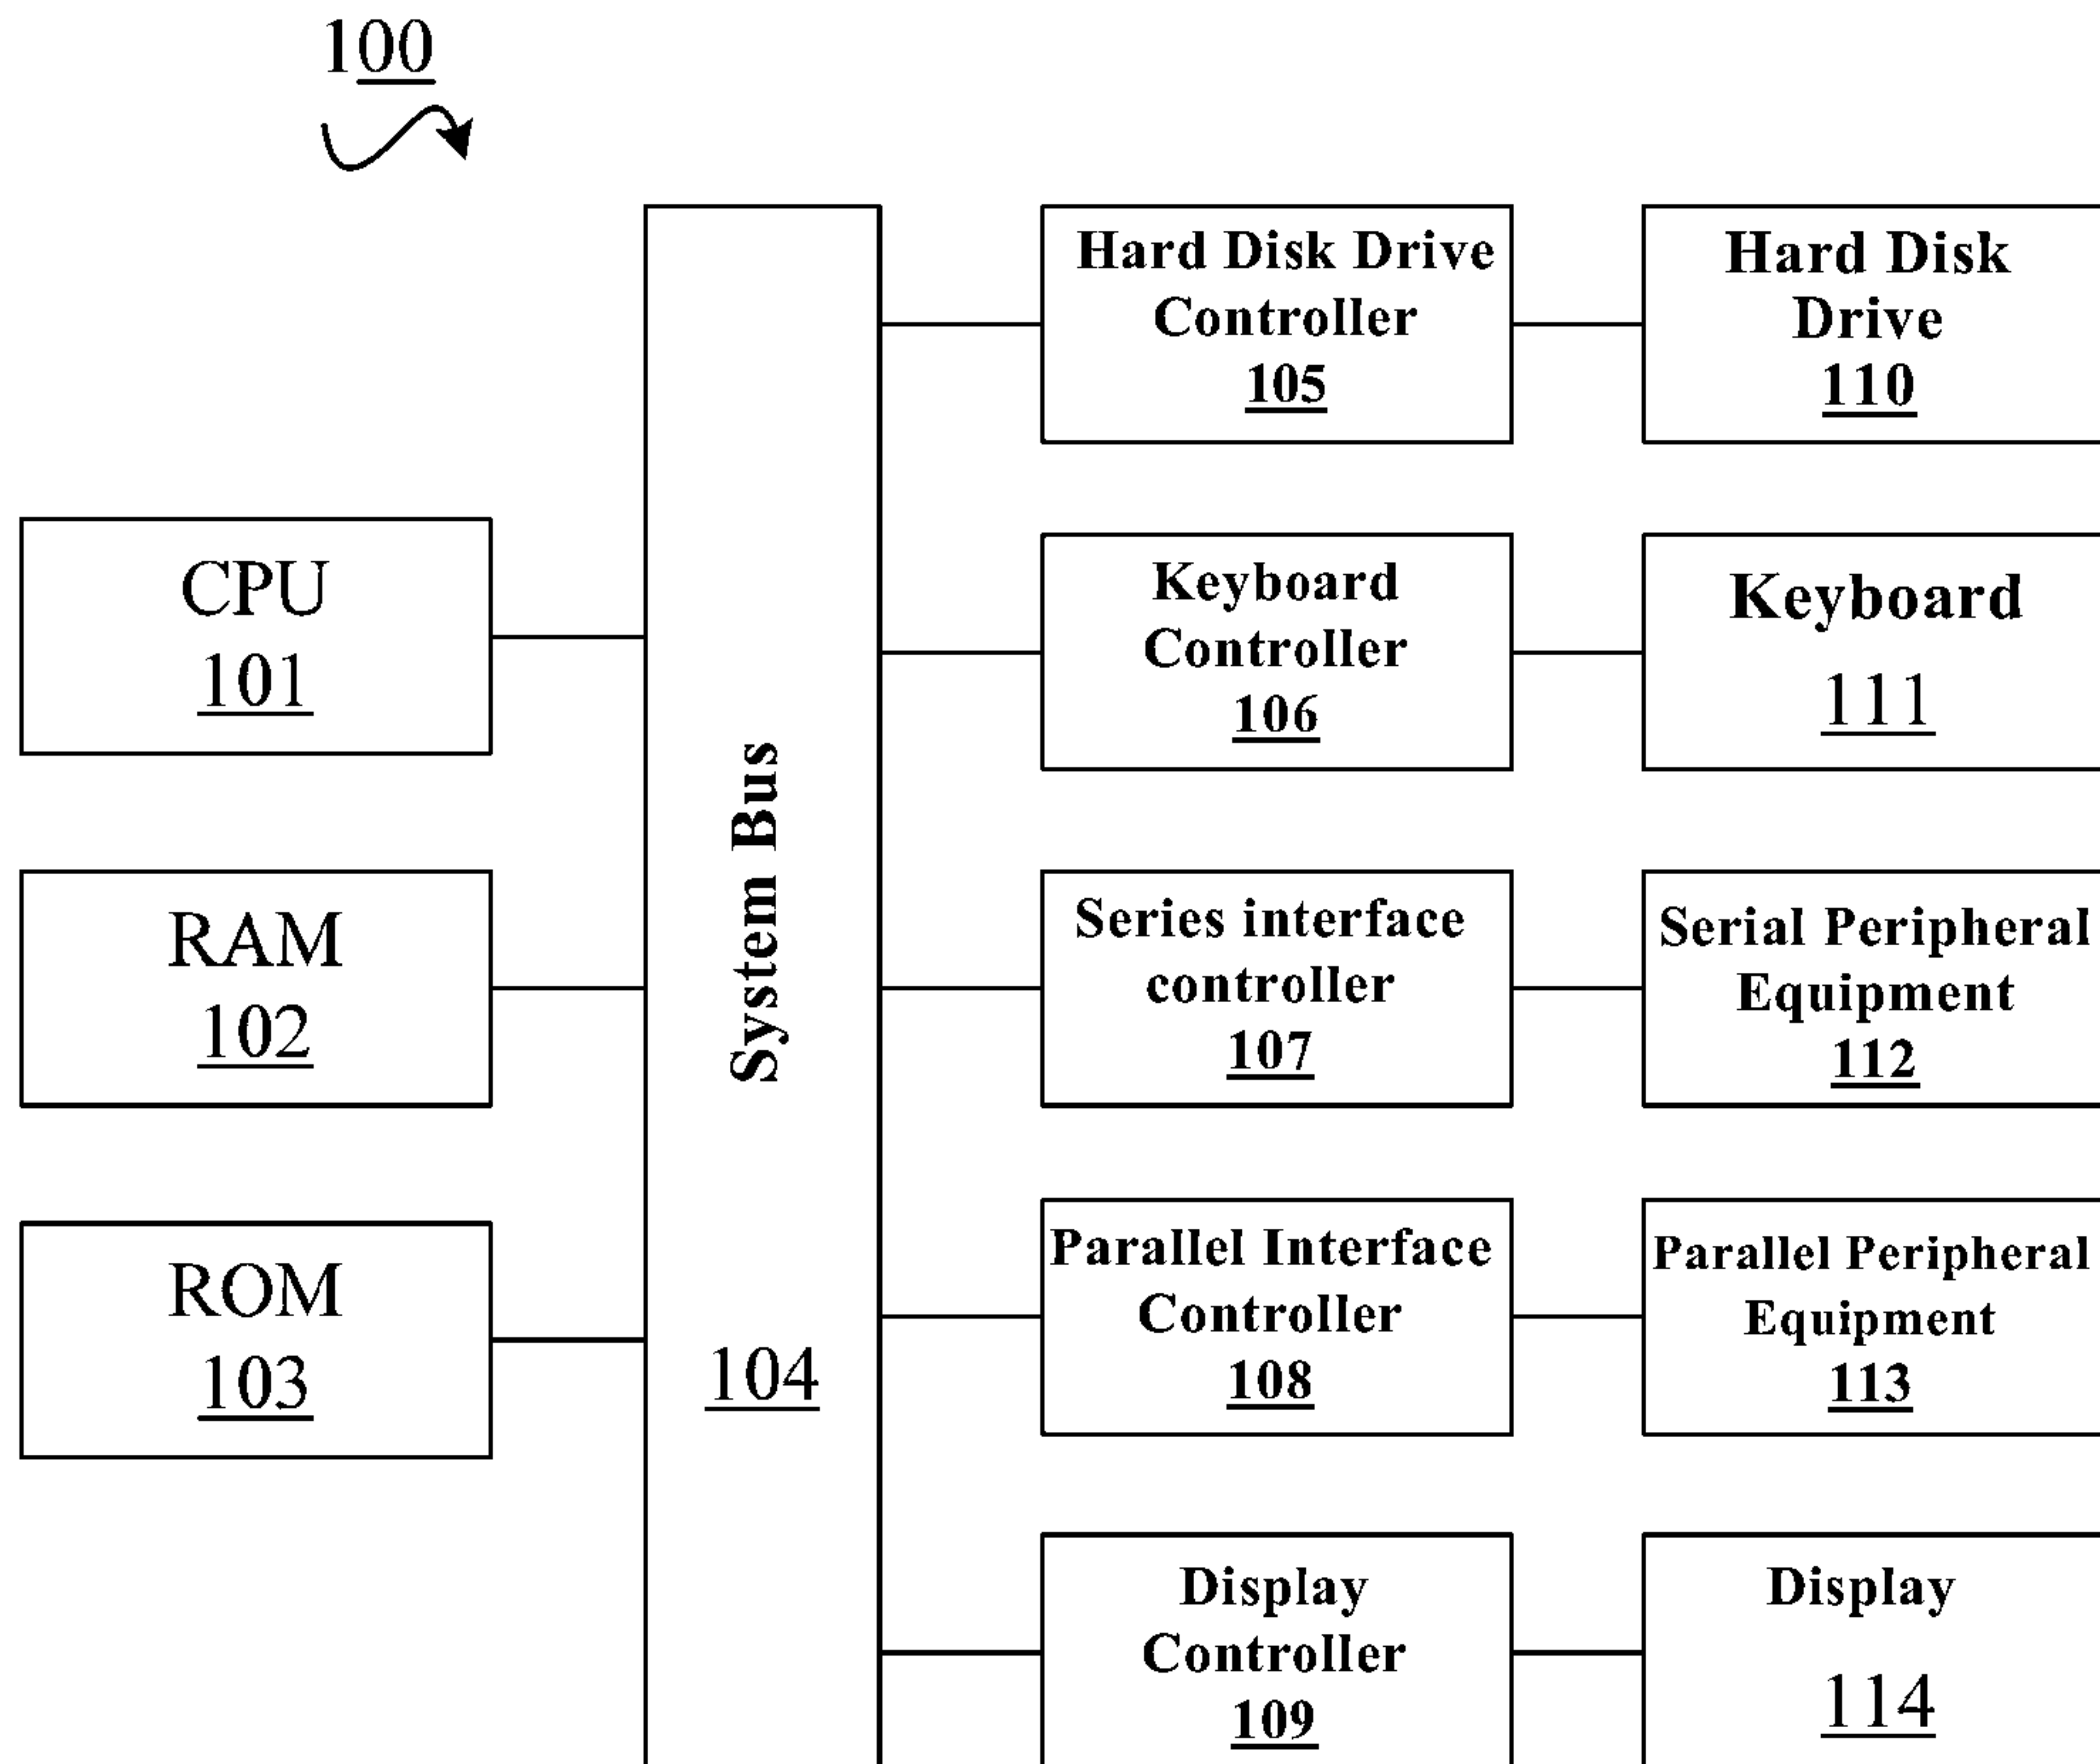 100
CPU
101
RAM
102
ROM
103
System Bus
104
Hard Disk Drive
Controller
105
Hard Disk
Drive
110
Keyboard
Controller
106
Keyboard
111
Series interface
controller
107
Serial Peripheral
Equipment
112
Parallel Interface
Controller
108
Parallel Peripheral
Equipment
113
Display
Controller
109
Display
114